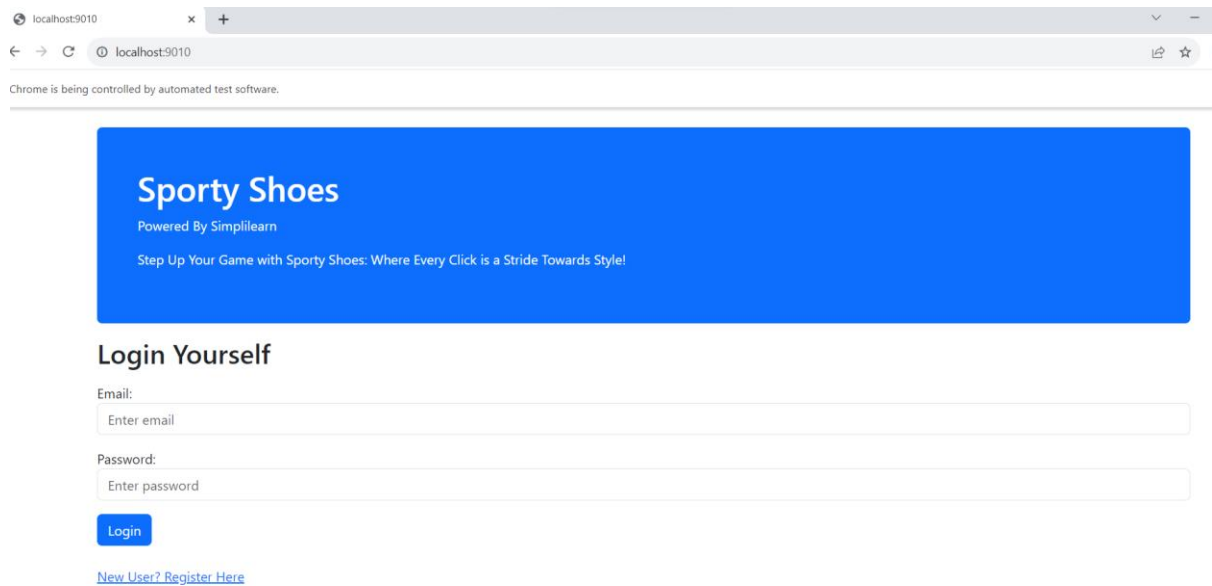 localhost:9010
localhost:9010
Chrome is being controlled by automated test software.
Sporty Shoes
Powered By Simplilearn
Step Up Your Game with Sporty Shoes: Where Every Click is a Stride Towards Style!
Login Yourself
Email:
Enter email
Password:
Enter password
Login
New User? Register Here